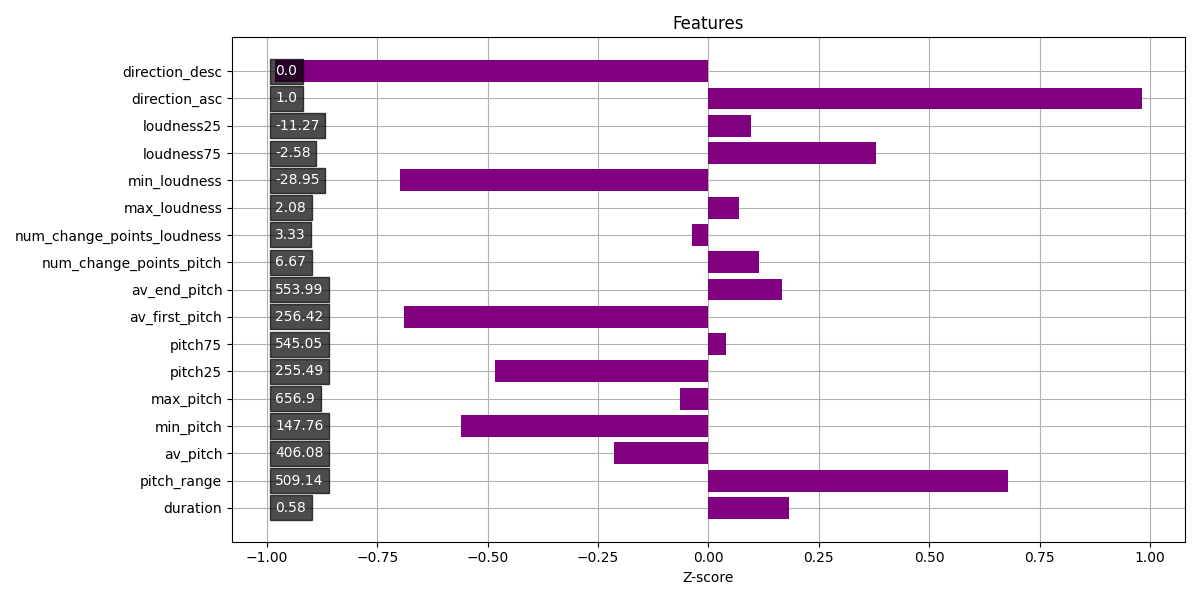 Features
direction_desc 0.0
direction_asc 1.0
loudness25 -11.27
loudness75 -2.58
min_loudness -28.95
max_loudness 2.08
num_change_points_loudness 3.33
num_change_points_pitch 6.67
av_end_pitch 553.99
av_first_pitch 256.42
pitch75 545.05
pitch25 255.49
max_pitch 656.9
min_pitch 147.76
av_pitch 406.08
pitch_range 509.14
duration 0.58
−1.00 −0.75 −0.50 −0.25 0.00 0.25 0.50 0.75 1.00
Z-score